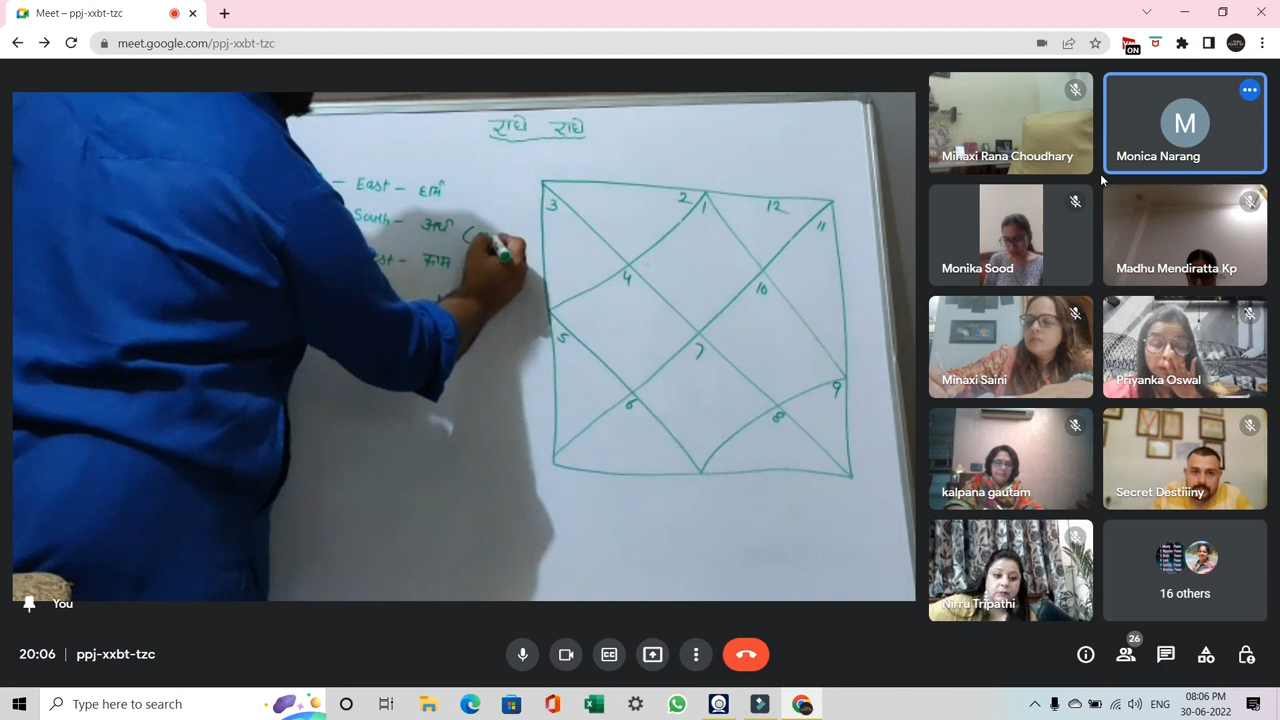 Meet – ppj-xxbt-tzc
meet.google.com/ppj-xxbt-tzc
ON
राधे राधे
– East – धर्म
South – अर्थ (
st – काम
3
2
1
12
11
4
10
5
7
9
6
8
You
Minaxi Rana Choudhary
M
Monica Narang
Monika Sood
Madhu Mendiratta Kp
Minaxi Saini
Priyanka Oswal
kalpana gautam
Secret Destiiiny
Nirru Tripathi
16 others
20:06 | ppj-xxbt-tzc
26
Type here to search
ENG
08:06 PM
30-06-2022